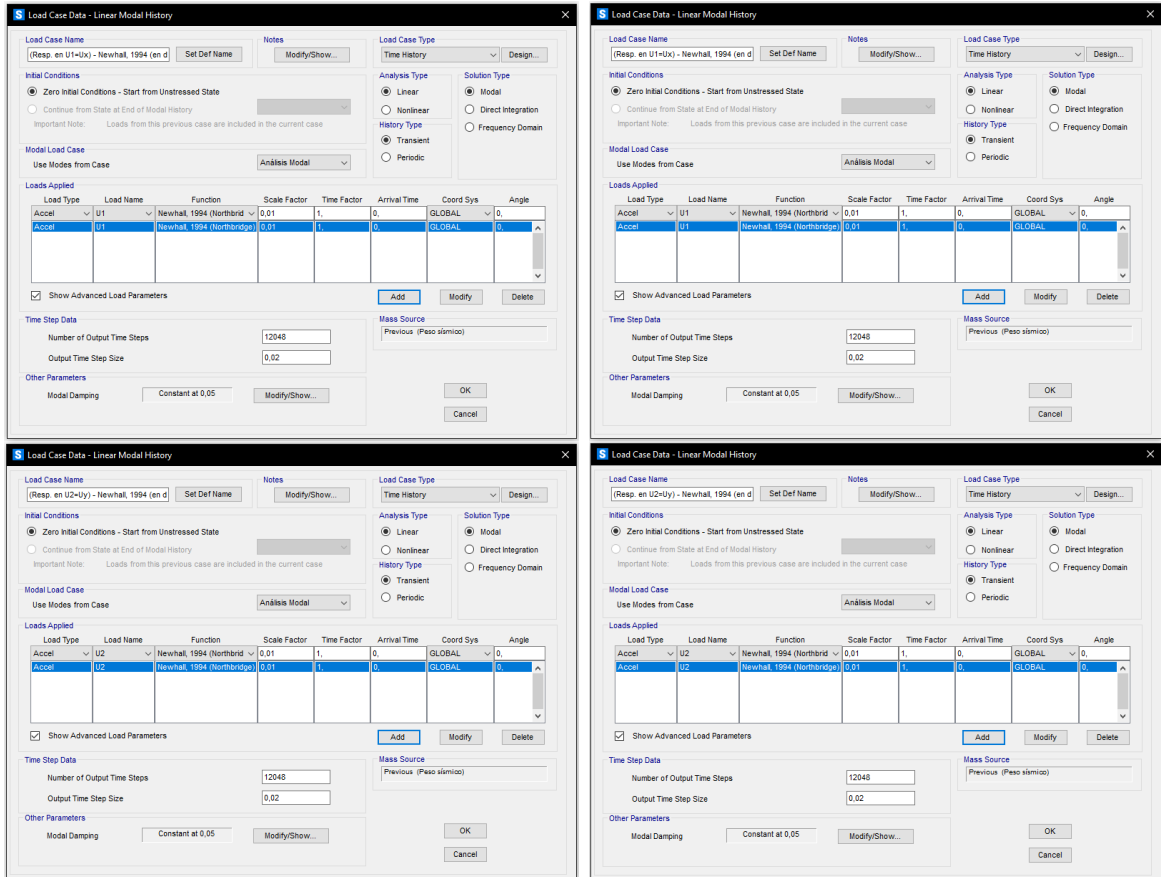 Load Case Data - Linear Modal History
Load Case Name
(Resp. en U1=Ux) - Newhall, 1994 (en d
Set Def Name
Notes
Modify/Show...
Load Case Type
Time History
Design...
Initial Conditions
Zero Initial Conditions - Start from Unstressed State
Continue from State at End of Modal History
Important Note: Loads from this previous case are included in the current case
Analysis Type
Linear
Nonlinear
Solution Type
Modal
Direct Integration
Frequency Domain
History Type
Transient
Periodic
Modal Load Case
Use Modes from Case
Análisis Modal
Loads Applied
Load Type Load Name Function Scale Factor Time Factor Arrival Time Coord Sys Angle
Accel U1 Newhall, 1994 (Northbrid 0,01 1, 0, GLOBAL 0,
Accel U1 Newhall, 1994 (Northbridge) 0,01 1, 0, GLOBAL 0,
Show Advanced Load Parameters
Add Modify Delete
Time Step Data
Number of Output Time Steps 12048
Output Time Step Size 0,02
Mass Source
Previous (Peso sísmico)
Other Parameters
Modal Damping Constant at 0,05 Modify/Show...
OK
Cancel
Load Case Data - Linear Modal History
Load Case Name
(Resp. en U1=Ux) - Newhall, 1994 (en d
Set Def Name
Notes
Modify/Show...
Load Case Type
Time History
Design...
Initial Conditions
Zero Initial Conditions - Start from Unstressed State
Continue from State at End of Modal History
Important Note: Loads from this previous case are included in the current case
Analysis Type
Linear
Nonlinear
Solution Type
Modal
Direct Integration
Frequency Domain
History Type
Transient
Periodic
Modal Load Case
Use Modes from Case
Análisis Modal
Loads Applied
Load Type Load Name Function Scale Factor Time Factor Arrival Time Coord Sys Angle
Accel U1 Newhall, 1994 (Northbrid 0,01 1, 0, GLOBAL 0,
Accel U1 Newhall, 1994 (Northbridge) 0,01 1, 0, GLOBAL 0,
Show Advanced Load Parameters
Add Modify Delete
Time Step Data
Number of Output Time Steps 12048
Output Time Step Size 0,02
Mass Source
Previous (Peso sísmico)
Other Parameters
Modal Damping Constant at 0,05 Modify/Show...
OK
Cancel
Load Case Data - Linear Modal History
Load Case Name
(Resp. en U2=Uy) - Newhall, 1994 (en d
Set Def Name
Notes
Modify/Show...
Load Case Type
Time History
Design...
Initial Conditions
Zero Initial Conditions - Start from Unstressed State
Continue from State at End of Modal History
Important Note: Loads from this previous case are included in the current case
Analysis Type
Linear
Nonlinear
Solution Type
Modal
Direct Integration
Frequency Domain
History Type
Transient
Periodic
Modal Load Case
Use Modes from Case
Análisis Modal
Loads Applied
Load Type Load Name Function Scale Factor Time Factor Arrival Time Coord Sys Angle
Accel U2 Newhall, 1994 (Northbrid 0,01 1, 0, GLOBAL 0,
Accel U2 Newhall, 1994 (Northbridge) 0,01 1, 0, GLOBAL 0,
Show Advanced Load Parameters
Add Modify Delete
Time Step Data
Number of Output Time Steps 12048
Output Time Step Size 0,02
Mass Source
Previous (Peso sísmico)
Other Parameters
Modal Damping Constant at 0,05 Modify/Show...
OK
Cancel
Load Case Data - Linear Modal History
Load Case Name
(Resp. en U2=Uy) - Newhall, 1994 (en d
Set Def Name
Notes
Modify/Show...
Load Case Type
Time History
Design...
Initial Conditions
Zero Initial Conditions - Start from Unstressed State
Continue from State at End of Modal History
Important Note: Loads from this previous case are included in the current case
Analysis Type
Linear
Nonlinear
Solution Type
Modal
Direct Integration
Frequency Domain
History Type
Transient
Periodic
Modal Load Case
Use Modes from Case
Análisis Modal
Loads Applied
Load Type Load Name Function Scale Factor Time Factor Arrival Time Coord Sys Angle
Accel U2 Newhall, 1994 (Northbrid 0,01 1, 0, GLOBAL 0,
Accel U2 Newhall, 1994 (Northbridge) 0,01 1, 0, GLOBAL 0,
Show Advanced Load Parameters
Add Modify Delete
Time Step Data
Number of Output Time Steps 12048
Output Time Step Size 0,02
Mass Source
Previous (Peso sísmico)
Other Parameters
Modal Damping Constant at 0,05 Modify/Show...
OK
Cancel